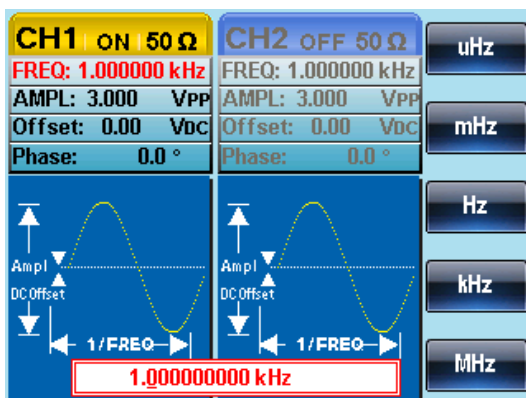 CH1 ON 50 Ω
FREQ: 1.000000 kHz
AMPL: 3.000 VPP
Offset: 0.00 VDC
Phase: 0.0 °
CH2 OFF 50 Ω
FREQ: 1.000000 kHz
AMPL: 3.000 VPP
Offset: 0.00 VDC
Phase: 0.0 °
Ampl
DC Offset
1/FREQ
Ampl
DC Offset
1/FREQ
1.000000000 kHz
uHz
mHz
Hz
kHz
MHz